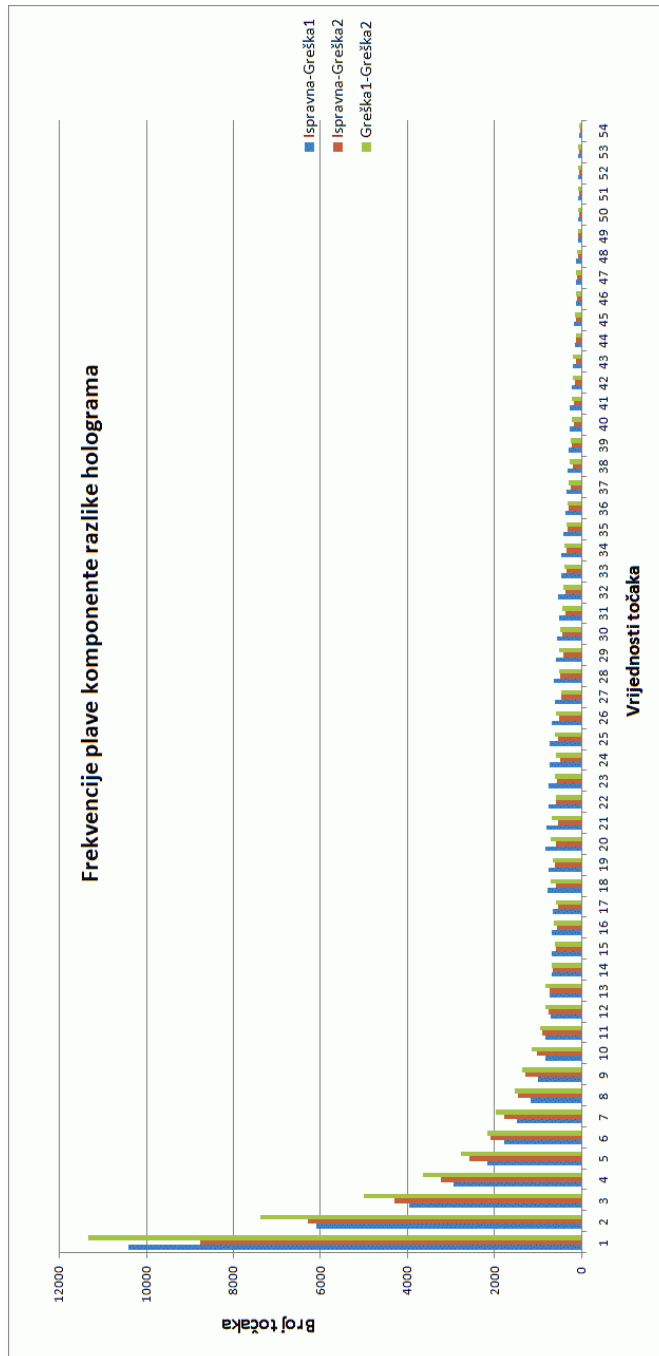 Frekvencije plave komponente razlike holograma
Broj točaka
12000
10000
8000
6000
4000
2000
0
Ispravna-Greška1
Ispravna-Greška2
Greška1-Greška2
1 2 3 4 5 6 7 8 9 10 11 12 13 14 15 16 17 18 19 20 21 22 23 24 25 26 27 28 29 30 31 32 33 34 35 36 37 38 39 40 41 42 43 44 45 46 47 48 49 50 51 52 53 54
Vrijednosti točaka